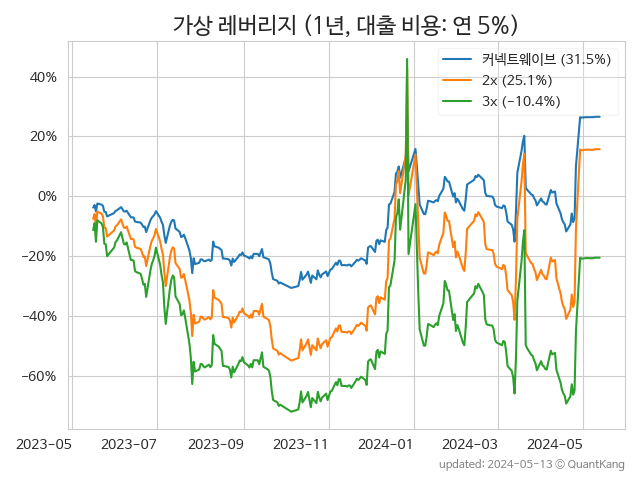 가상 레버리지 (1년, 대출 비용: 연 5%)
커넥트웨이브 (31.5%)
2x (25.1%)
3x (−10.4%)
40%
20%
0%
−20%
−40%
−60%
2023-05 2023-07 2023-09 2023-11 2024-01 2024-03 2024-05
updated: 2024-05-13 © QuantKang